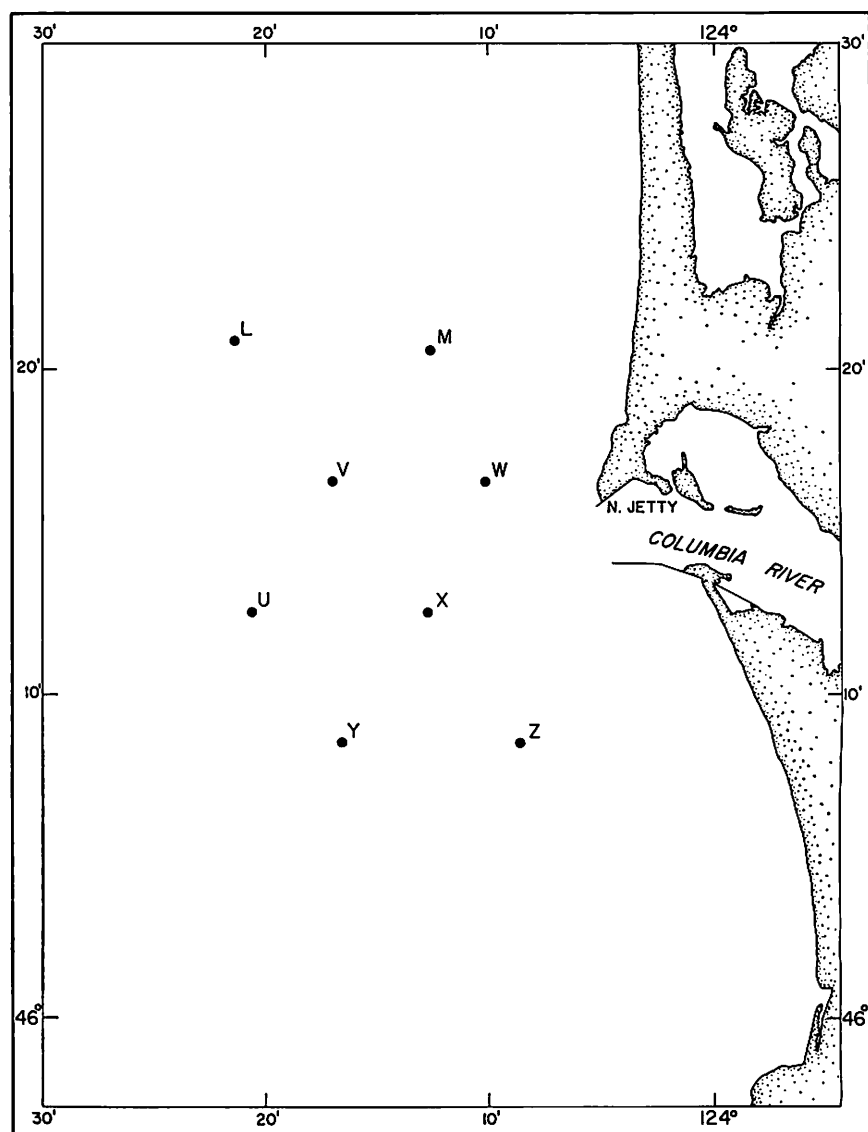 30' 20' 10' 124°
30'
L M
20' 20'
V W
N. JETTY
COLUMBIA RIVER
U X
10' 10'
Y Z
46° 46°
30' 20' 10' 124°